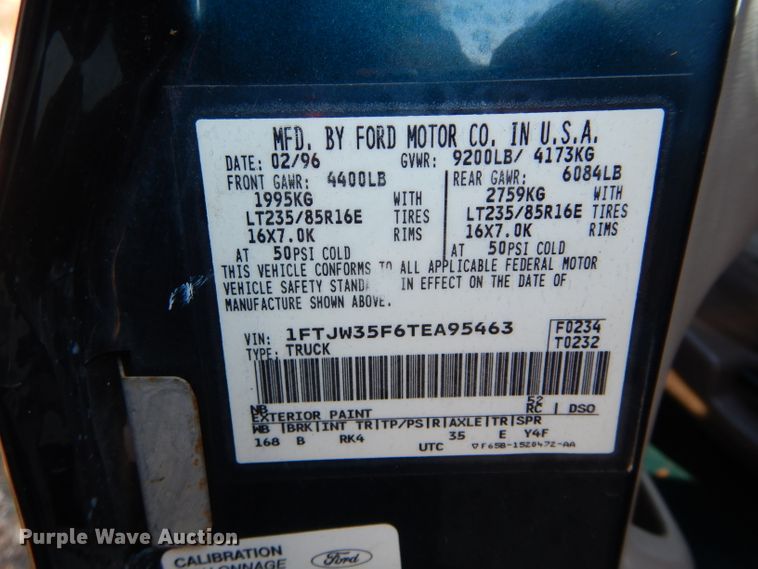 MFD. BY FORD MOTOR CO. IN U.S.A.
DATE: 02/96 GVWR: 9200LB/ 4173KG
FRONT GAWR: 4400LB REAR GAWR: 6084LB
1995KG WITH 2759KG WITH
LT235/85R16E TIRES LT235/85R16E TIRES
16X7.0K RIMS 16X7.0K RIMS
AT 50PSI COLD AT 50PSI COLD
THIS VEHICLE CONFORMS TO ALL APPLICABLE FEDERAL MOTOR
VEHICLE SAFETY STANDA IN EFFECT ON THE DATE OF
MANUFACTURE SHOWN ABOVE.
VIN: 1FTJW35F6TEA95463 F0234
TYPE: TRUCK T0232
NB 52
EXTERIOR PAINT RC DSO
WB BRK INT TR TP/PS R AXLE TR SPR
168 B RK4 35 E Y4F
UTC ▽F65B-1520472-AA
CALIBRATION Ford
LONNAGE
Purple Wave Auction.